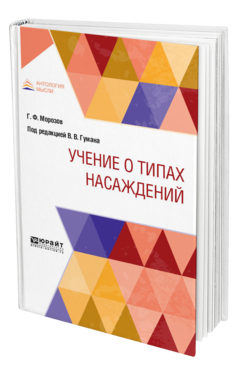 АНТОЛОГИЯ
МЫСЛИ
Г. Ф. Морозов
Под редакцией В. В. Гумана
УЧЕНИЕ О ТИПАХ
НАСАЖДЕНИЙ
юрайт